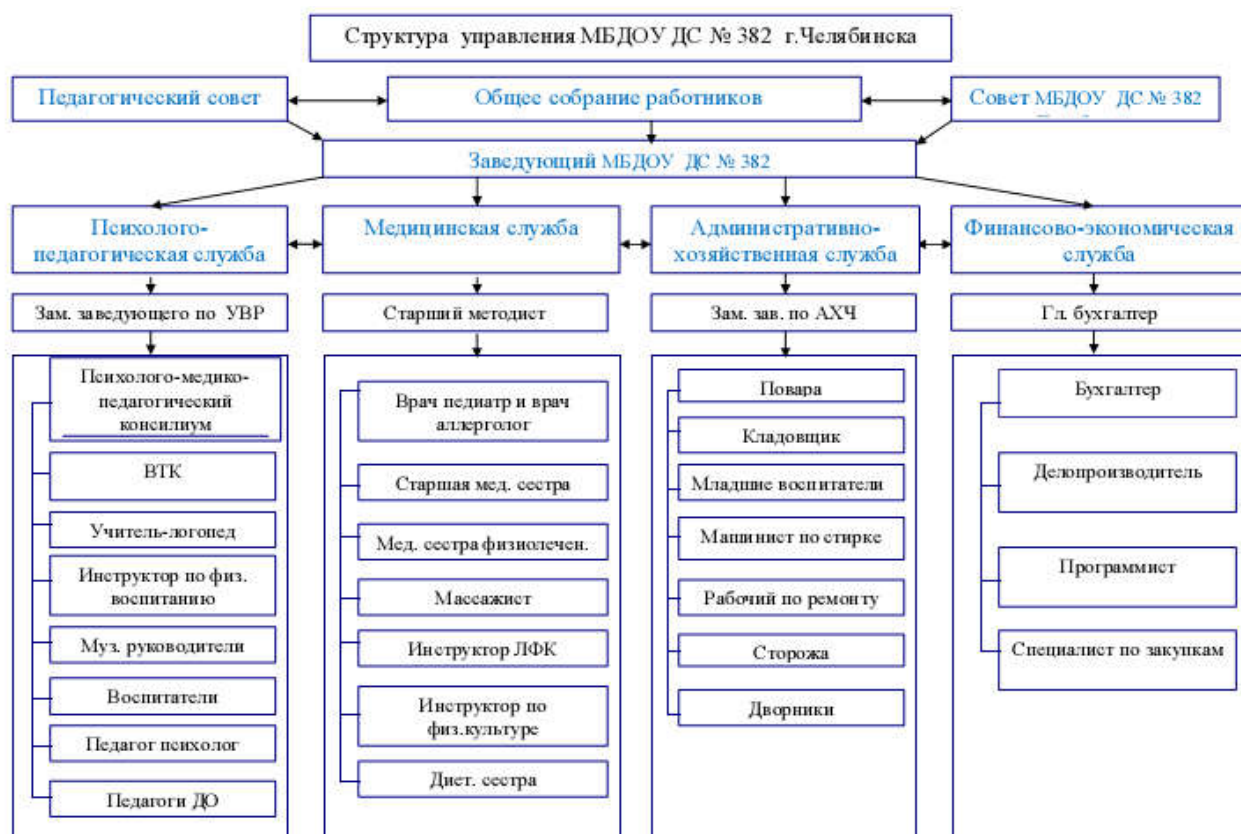 Структура управления МБДОУ ДС № 382 г.Челябинска
Педагогический совет
Общее собрание работников
Совет МБДОУ ДС № 382
Заведующий МБДОУ ДС № 382
Психолого-
педагогическая служба
Медицинская служба
Административно-
хозяйственная служба
Финансово-экономическая
служба
Зам. заведующего по УВР
Старший методист
Зам. зав. по АХЧ
Гл. бухгалтер
Психолого-медико-
педагогический
консилиум
ВТК
Учитель-логопед
Инструктор по физ.
воспитанию
Муз. руководители
Воспитатели
Педагог психолог
Педагоги ДО
Врач педиатр и врач
аллерголог
Старшая мед. сестра
Мед. сестра физиолечен.
Массажист
Инструктор ЛФК
Инструктор по
физ.культуре
Диет. сестра
Повара
Кладовщик
Младшие воспитатели
Машинист по стирке
Рабочий по ремонту
Сторожа
Дворники
Бухгалтер
Делопроизводитель
Программист
Специалист по закупкам